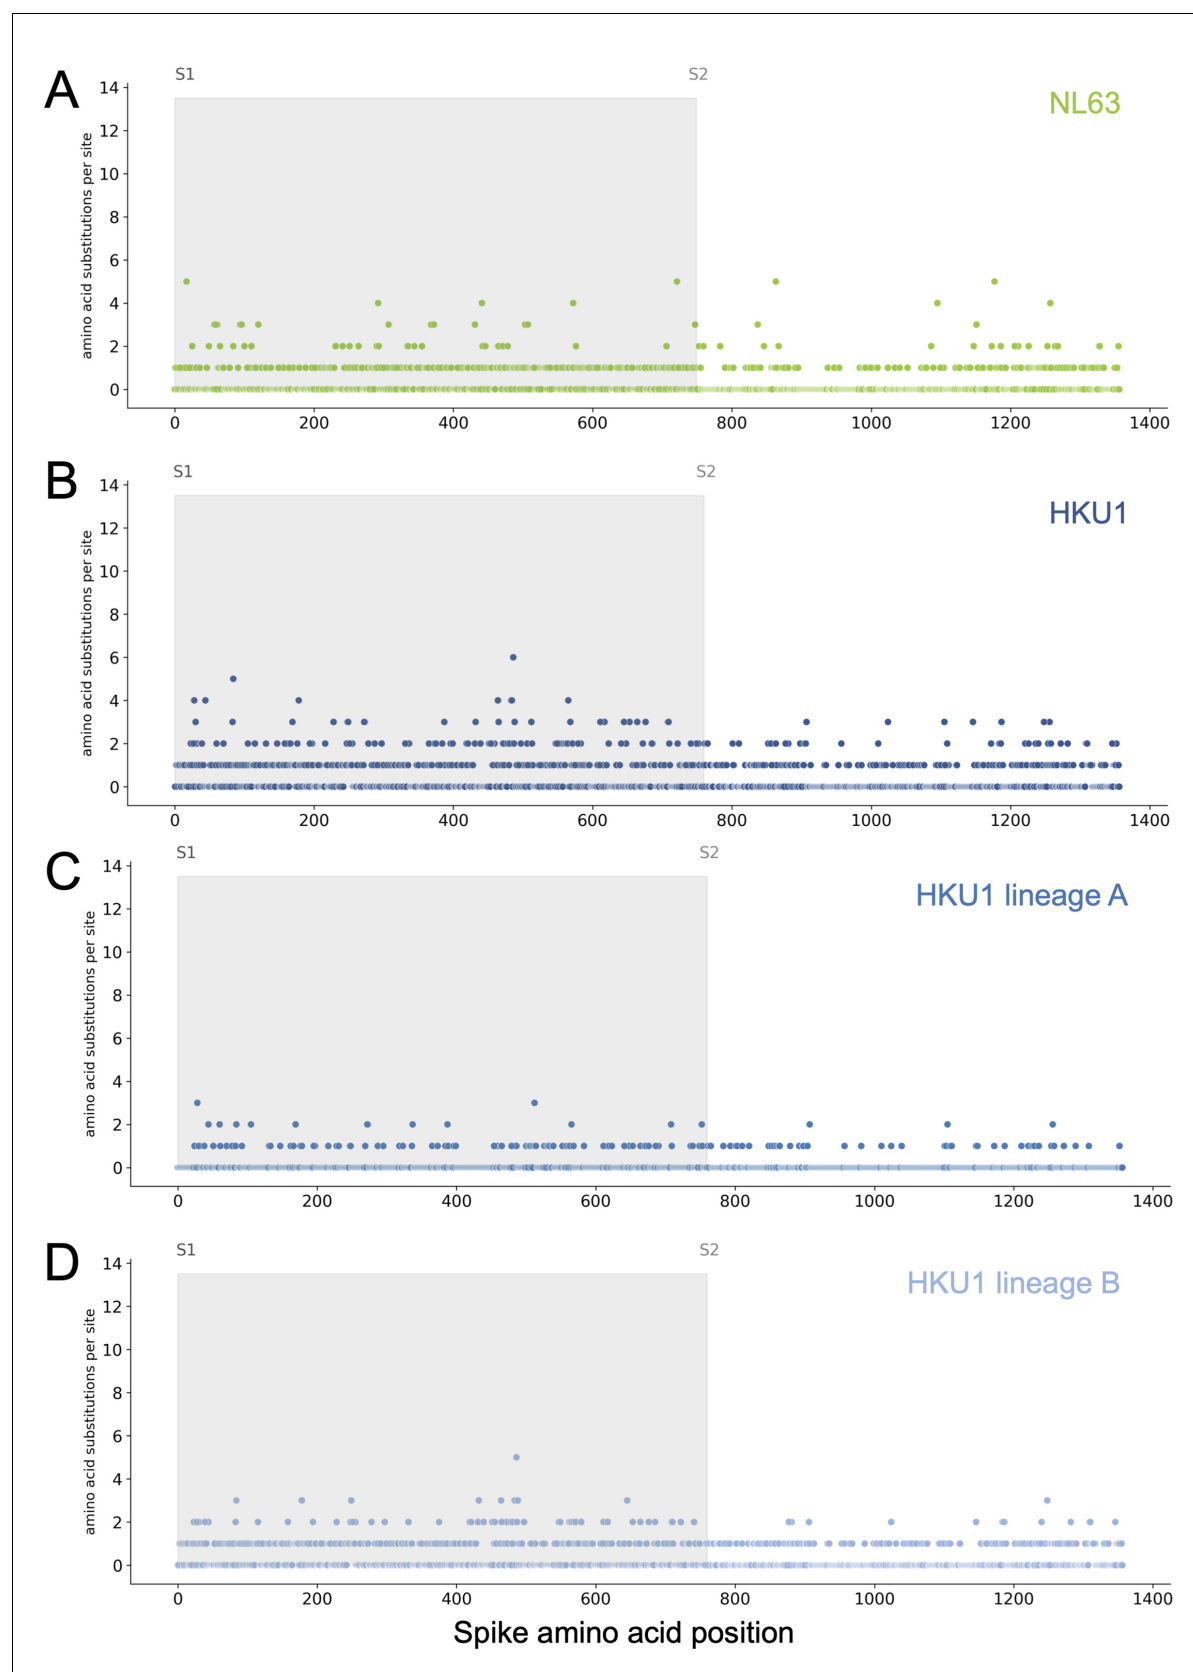 A
S1 S2
NL63
amino acid substitutions per site
14
12
10
8
6
4
2
0
0 200 400 600 800 1000 1200 1400
B
S1 S2
HKU1
amino acid substitutions per site
14
12
10
8
6
4
2
0
0 200 400 600 800 1000 1200 1400
C
S1 S2
HKU1 lineage A
amino acid substitutions per site
14
12
10
8
6
4
2
0
0 200 400 600 800 1000 1200 1400
D
S1 S2
HKU1 lineage B
amino acid substitutions per site
14
12
10
8
6
4
2
0
0 200 400 600 800 1000 1200 1400
Spike amino acid position